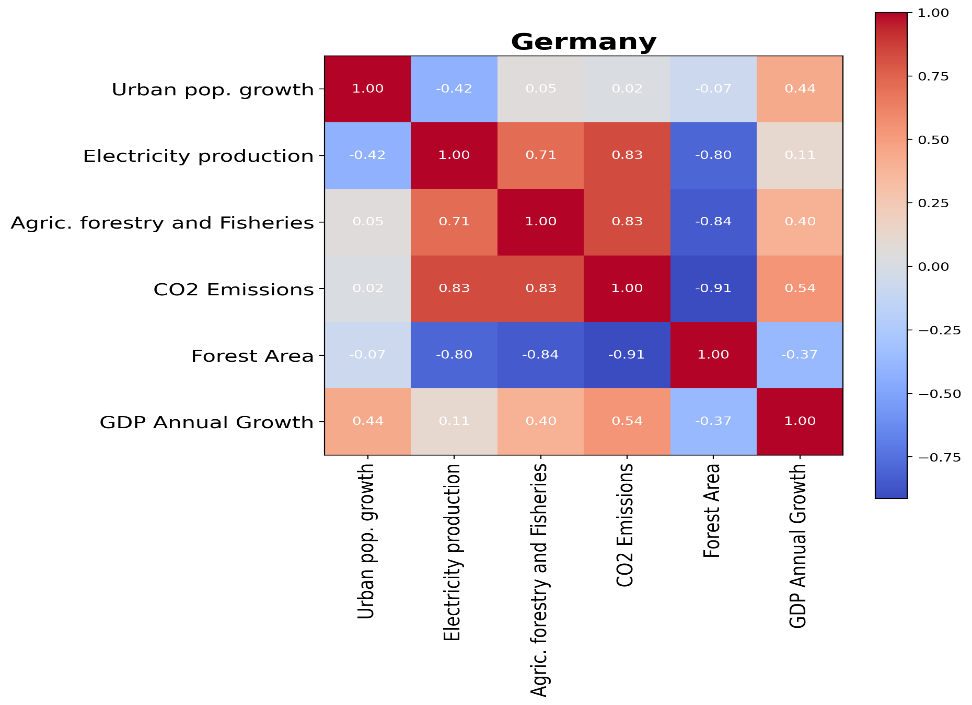 Germany
Urban pop. growth 1.00 -0.42 0.05 0.02 -0.07 0.44
Electricity production -0.42 1.00 0.71 0.83 -0.80 0.11
Agric. forestry and Fisheries 0.05 0.71 1.00 0.83 -0.84 0.40
CO2 Emissions 0.02 0.83 0.83 1.00 -0.91 0.54
Forest Area -0.07 -0.80 -0.84 -0.91 1.00 -0.37
GDP Annual Growth 0.44 0.11 0.40 0.54 -0.37 1.00
Urban pop. growth
Electricity production
Agric. forestry and Fisheries
CO2 Emissions
Forest Area
GDP Annual Growth
1.00
0.75
0.50
0.25
0.00
−0.25
−0.50
−0.75